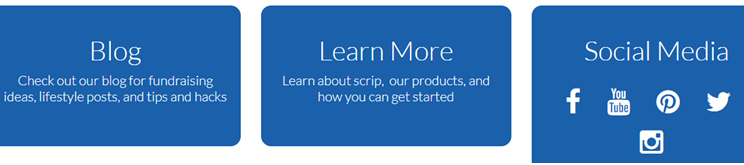 Blog
Check out our blog for fundraising
ideas, lifestyle posts, and tips and hacks
Learn More
Learn about scrip, our products, and
how you can get started
Social Media
You
Tube